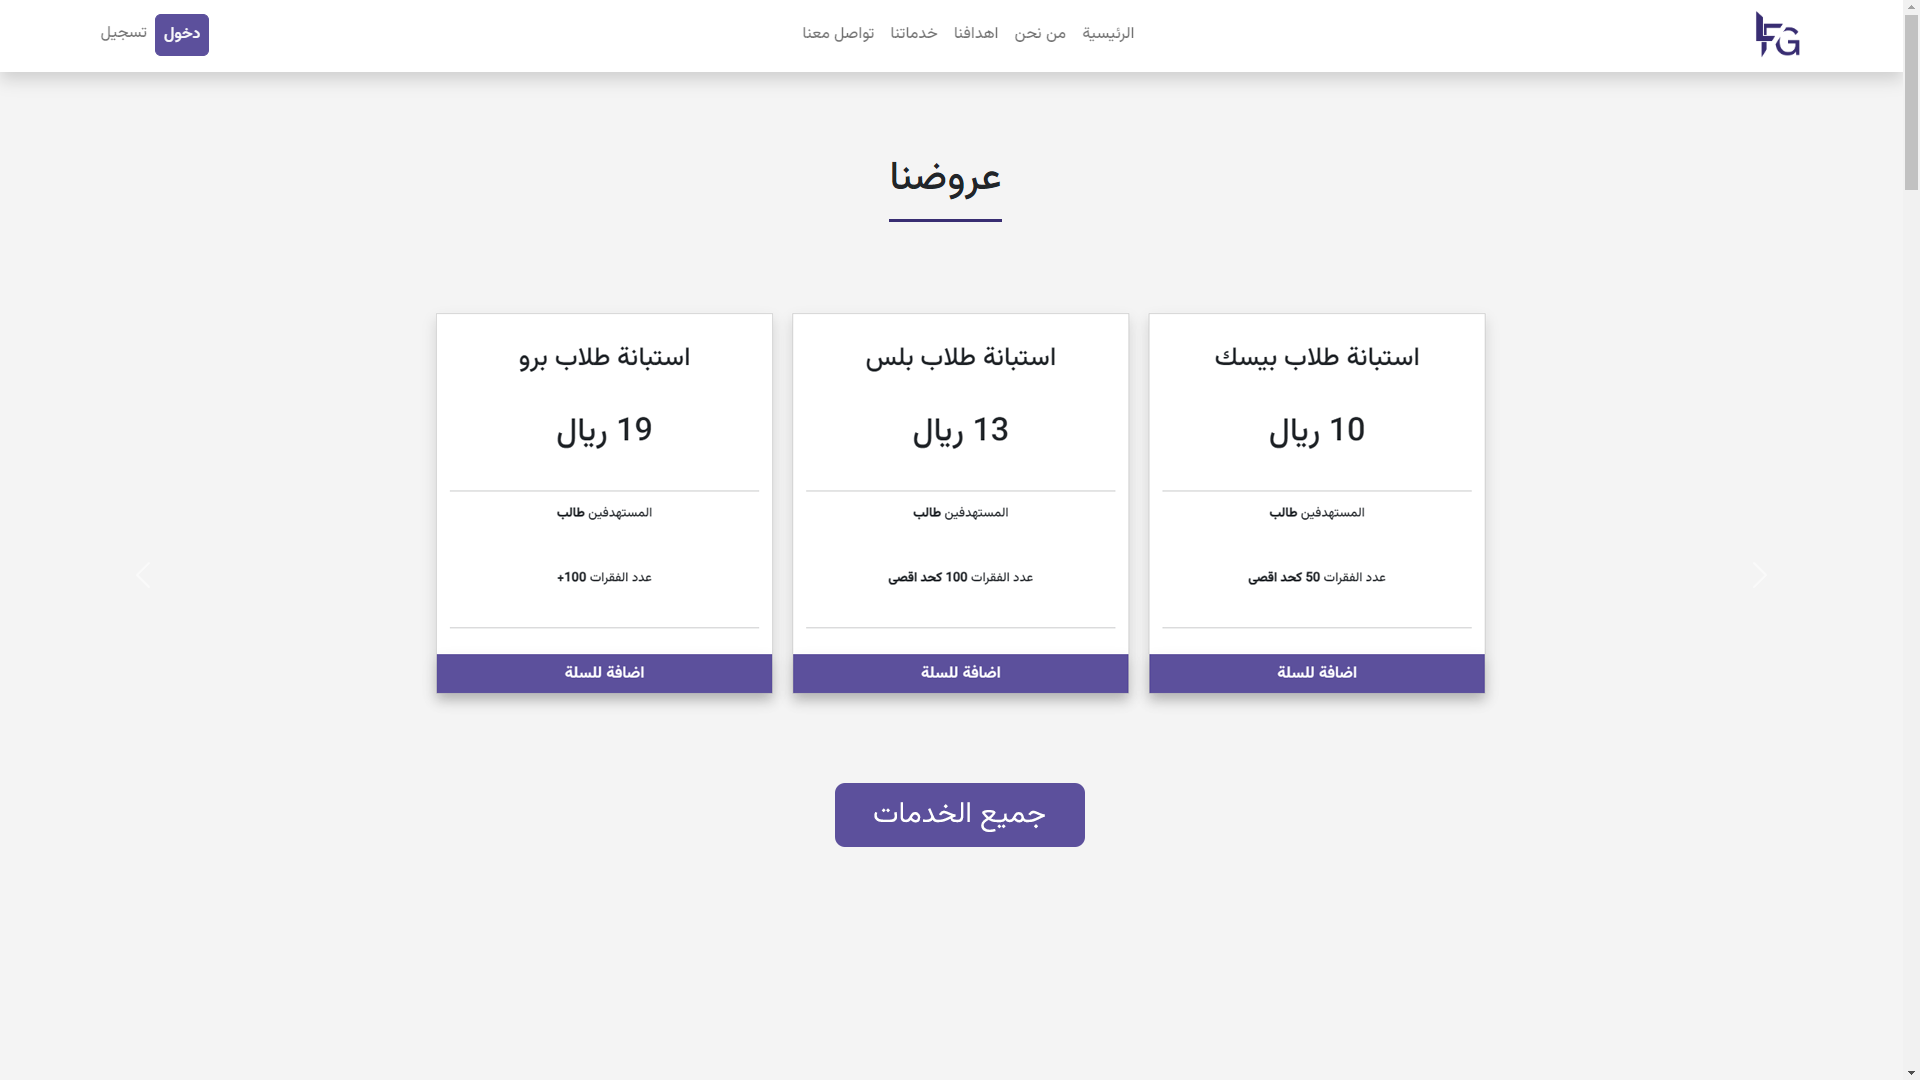 LFG
الرئيسية
من نحن
اهدافنا
خدماتنا
تواصل معنا
دخول
تسجيل
عروضنا
استبانة طلاب بيسك
10 ريال
المستهدفين طالب
عدد الفقرات 50 كحد اقصى
اضافة للسلة
استبانة طلاب بلس
13 ريال
المستهدفين طالب
عدد الفقرات 100 كحد اقصى
اضافة للسلة
استبانة طلاب برو
19 ريال
المستهدفين طالب
عدد الفقرات 100+
اضافة للسلة
جميع الخدمات